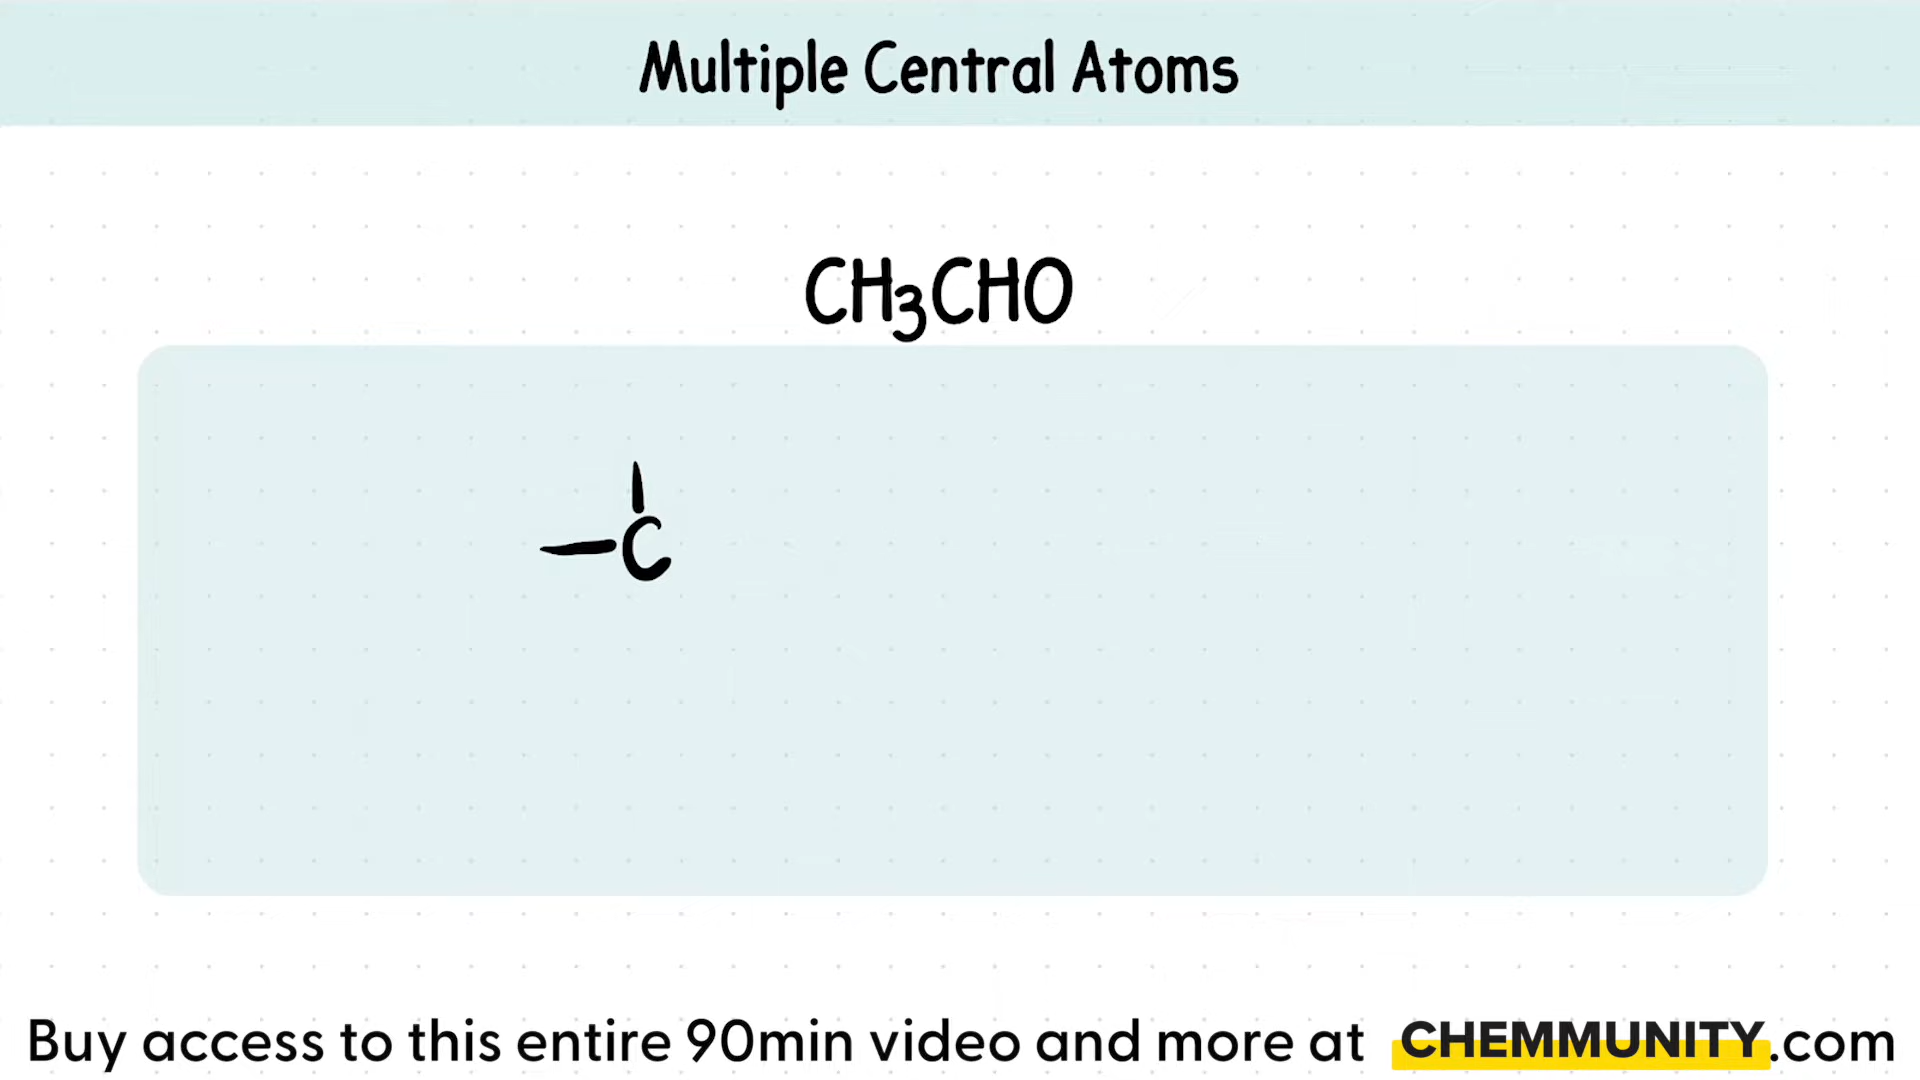 Multiple Central Atoms
CH₃CHO
C
Buy access to this entire 90min video and more at CHEMMUNITY.com